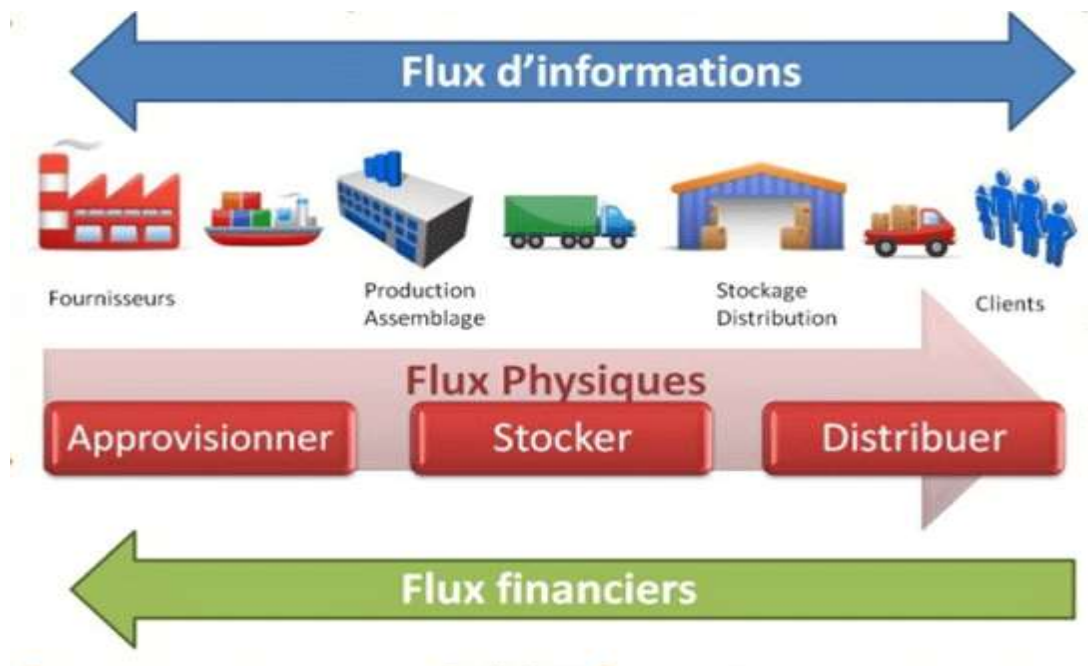 Flux d’informations
Fournisseurs
Production
Assemblage
Stockage
Distribution
Clients
Flux Physiques
Approvisionner
Stocker
Distribuer
Flux financiers